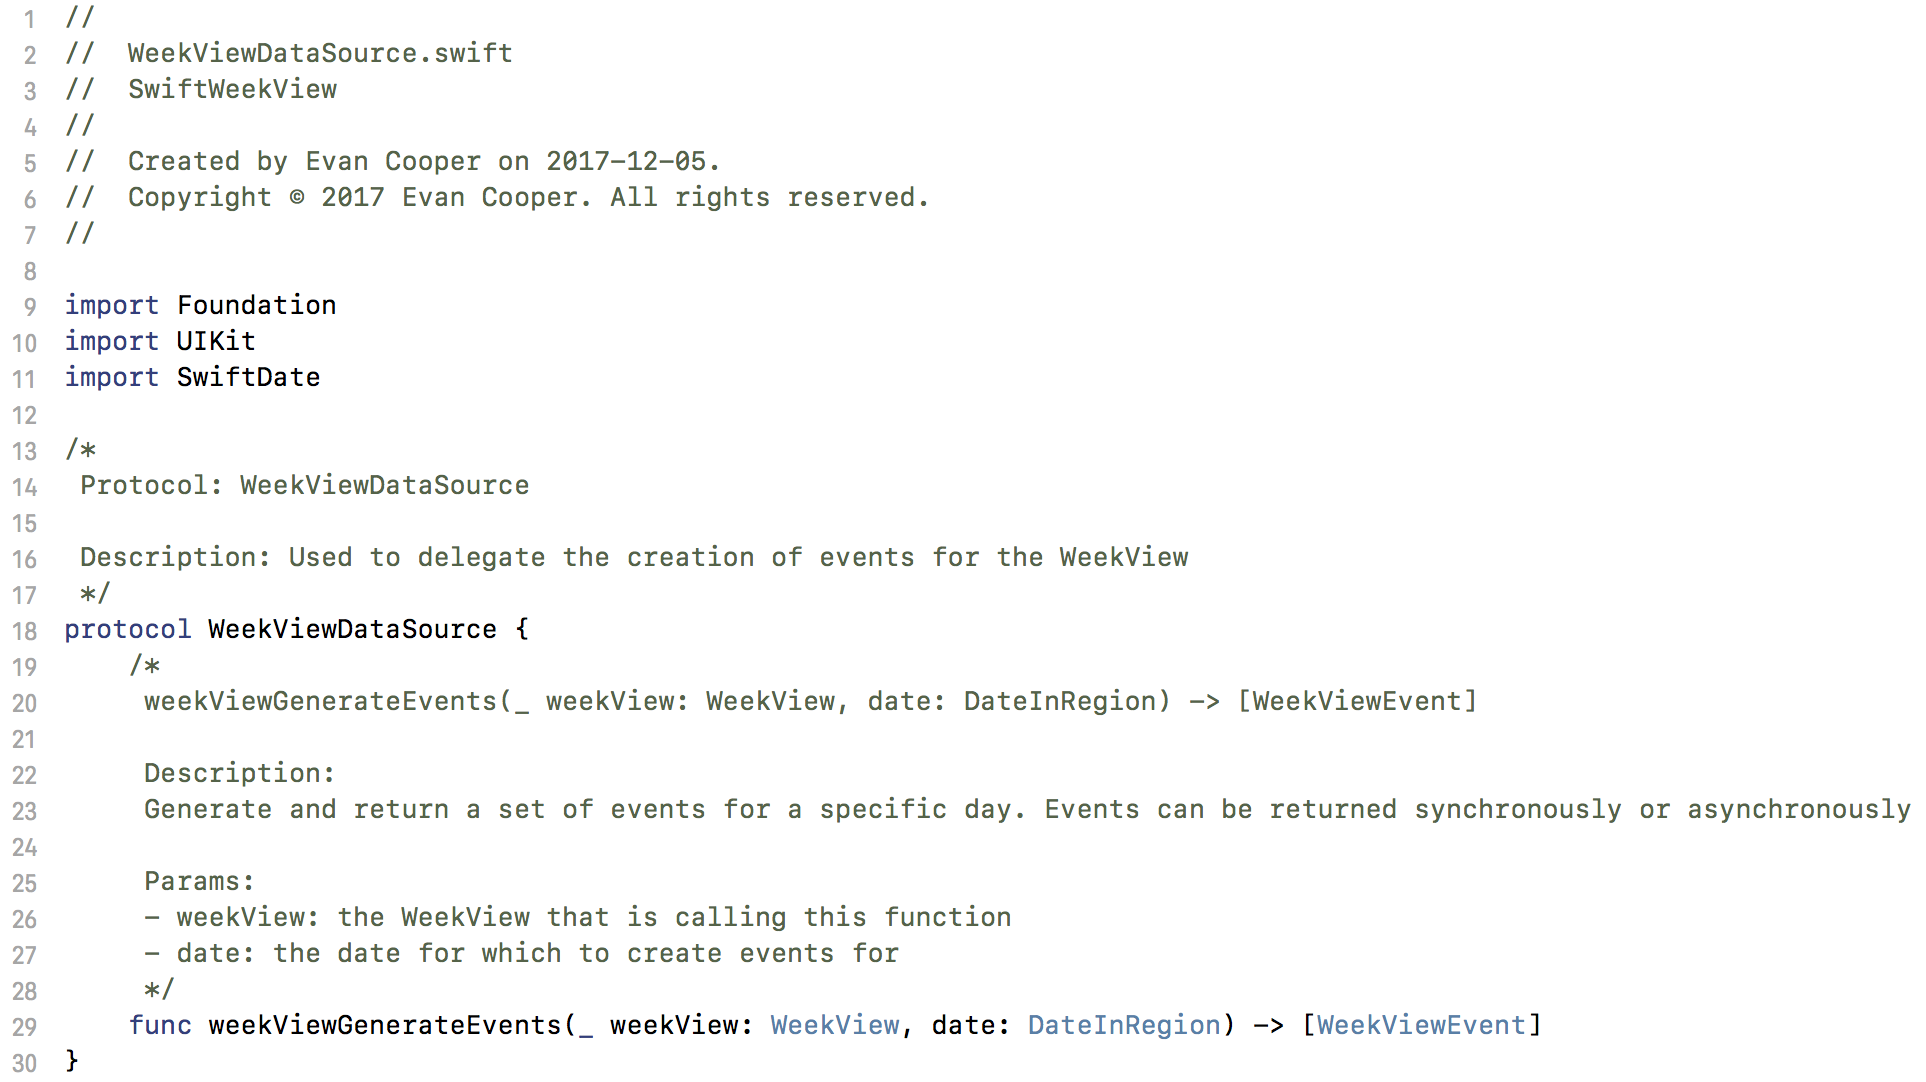 1 //
2 //  WeekViewDataSource.swift
3 //  SwiftWeekView
4 //
5 //  Created by Evan Cooper on 2017-12-05.
6 //  Copyright © 2017 Evan Cooper. All rights reserved.
7 //
8
9 import Foundation
10 import UIKit
11 import SwiftDate
12
13 /*
14  Protocol: WeekViewDataSource
15
16  Description: Used to delegate the creation of events for the WeekView
17  */
18 protocol WeekViewDataSource {
19     /*
20      weekViewGenerateEvents(_ weekView: WeekView, date: DateInRegion) -> [WeekViewEvent]
21
22      Description:
23      Generate and return a set of events for a specific day. Events can be returned synchronously or asynchronously
24
25      Params:
26      - weekView: the WeekView that is calling this function
27      - date: the date for which to create events for
28      */
29     func weekViewGenerateEvents(_ weekView: WeekView, date: DateInRegion) -> [WeekViewEvent]
30 }